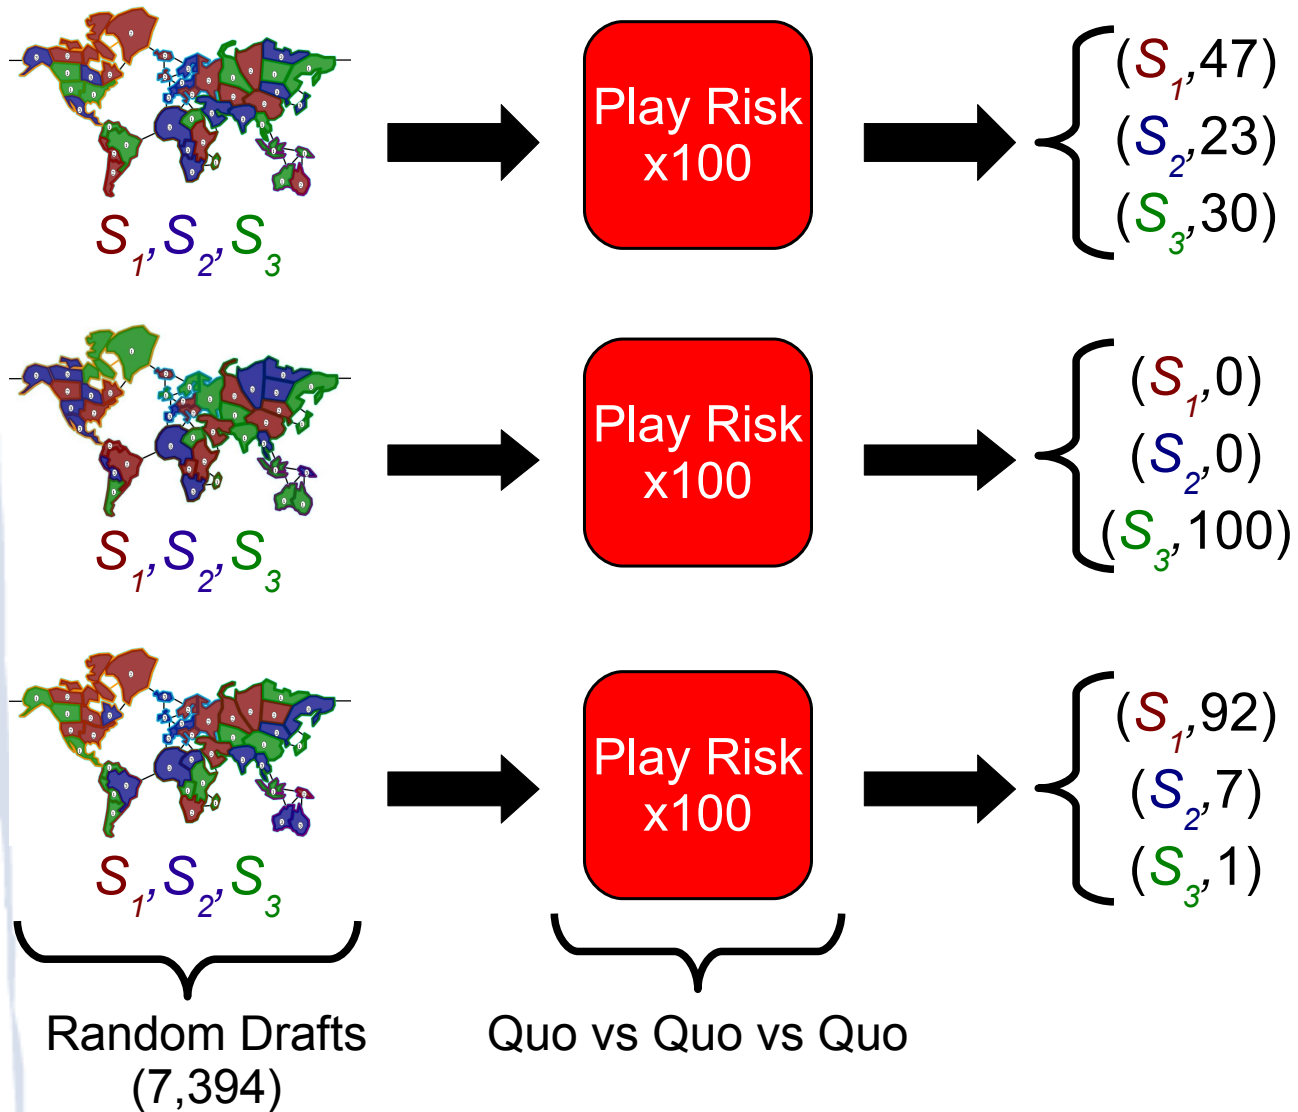 S1,S2,S3
Play Risk
x100
(S1,47)
(S2,23)
(S3,30)
S1,S2,S3
Play Risk
x100
(S1,0)
(S2,0)
(S3,100)
S1,S2,S3
Play Risk
x100
(S1,92)
(S2,7)
(S3,1)
Random Drafts
(7,394)
Quo vs Quo vs Quo